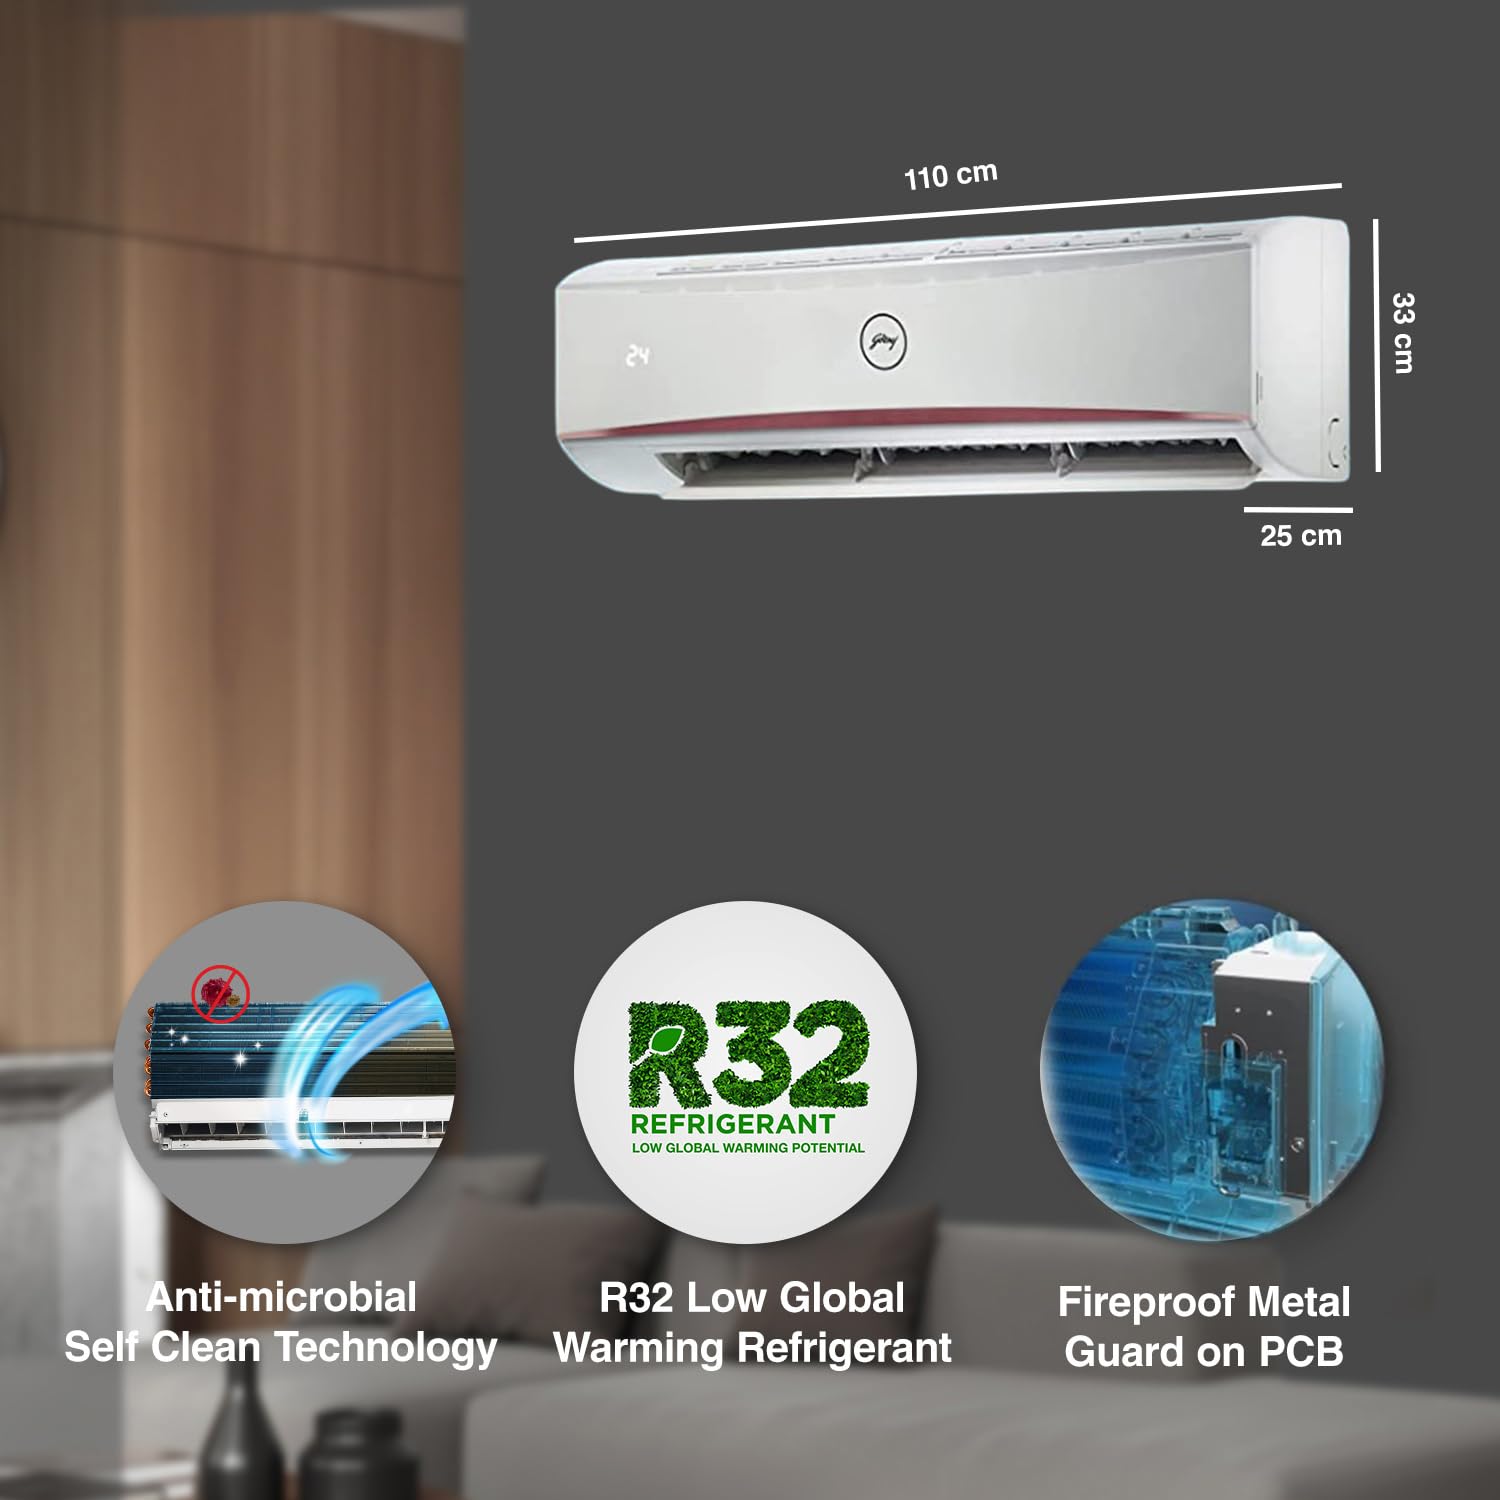 110 cm
33 cm
24
Godrej
25 cm
R32
REFRIGERANT
LOW GLOBAL WARMING POTENTIAL
Anti-microbial
Self Clean Technology
R32 Low Global
Warming Refrigerant
Fireproof Metal
Guard on PCB